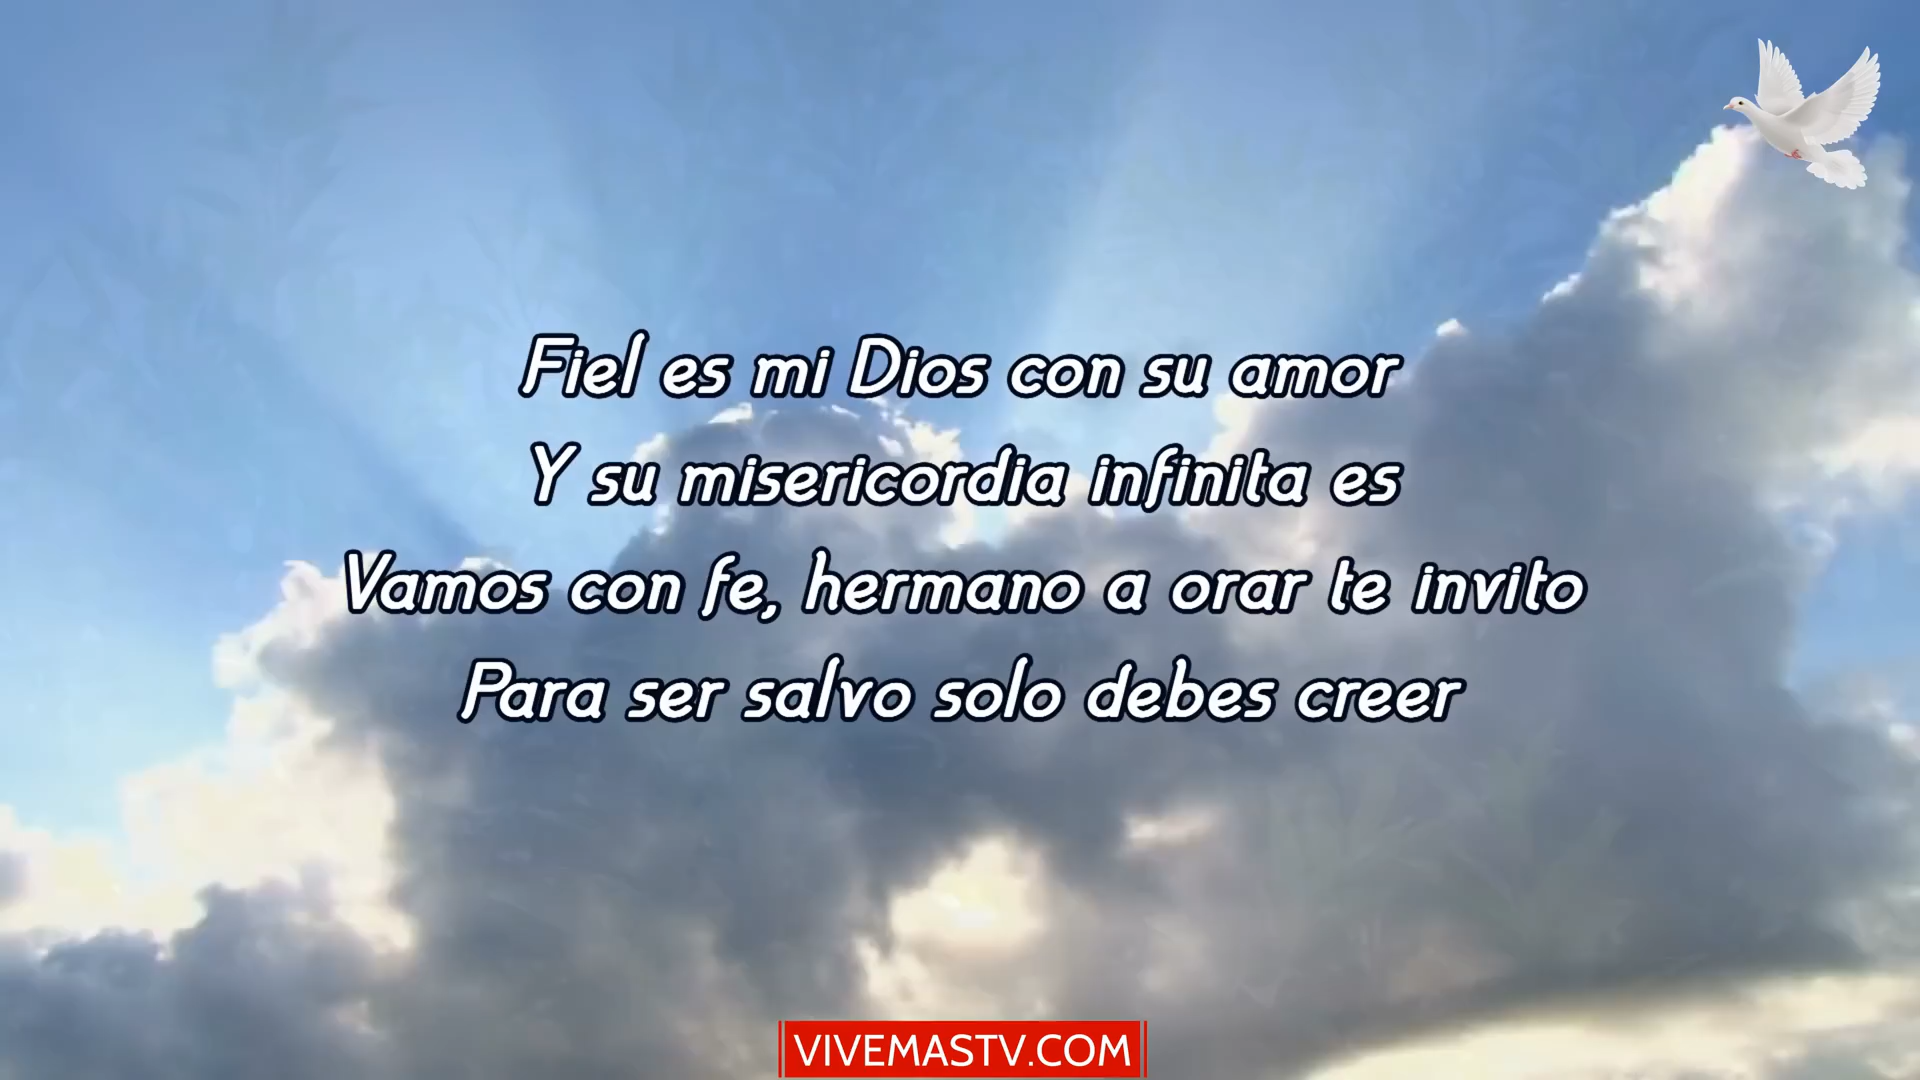 Fiel es mi Dios con su amor
Y su misericordia infinita es
Vamos con fe, hermano a orar te invito
Para ser salvo solo debes creer
VIVEMASTV.COM